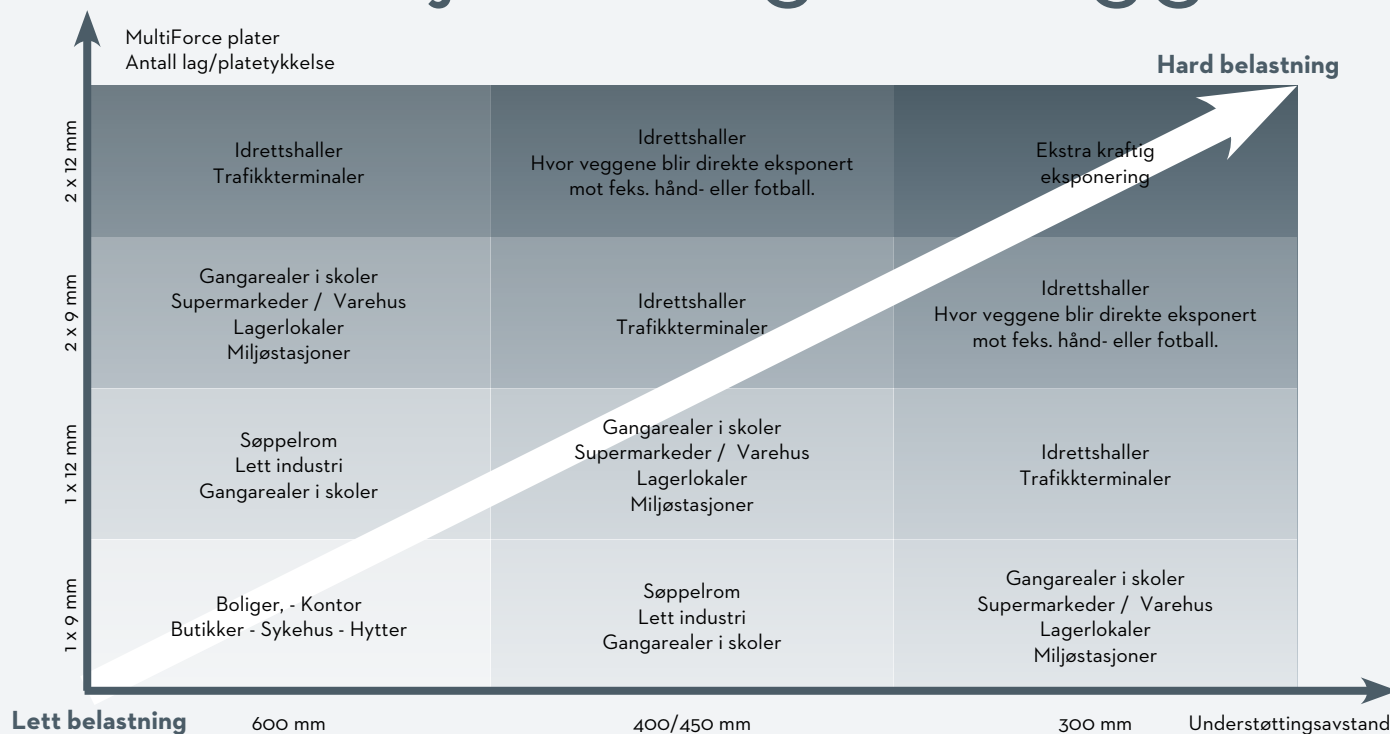 MultiForce plater
Antall lag/platetykkelse
Hard belastning
2 x 12 mm
Idrettshaller
Trafikkterminaler
Idrettshaller
Hvor veggene blir direkte eksponert
mot feks. hånd- eller fotball.
Ekstra kraftig
eksponering
2 x 9 mm
Gangarealer i skoler
Supermarkeder / Varehus
Lagerlokaler
Miljøstasjoner
Idrettshaller
Trafikkterminaler
Idrettshaller
Hvor veggene blir direkte eksponert
mot feks. hånd- eller fotball.
1 x 12 mm
Søppelrom
Lett industri
Gangarealer i skoler
Gangarealer i skoler
Supermarkeder / Varehus
Lagerlokaler
Miljøstasjoner
Idrettshaller
Trafikkterminaler
1 x 9 mm
Boliger, - Kontor
Butikker - Sykehus - Hytter
Søppelrom
Lett industri
Gangarealer i skoler
Gangarealer i skoler
Supermarkeder / Varehus
Lagerlokaler
Miljøstasjoner
Lett belastning
600 mm
400/450 mm
300 mm
Understøttingsavstand